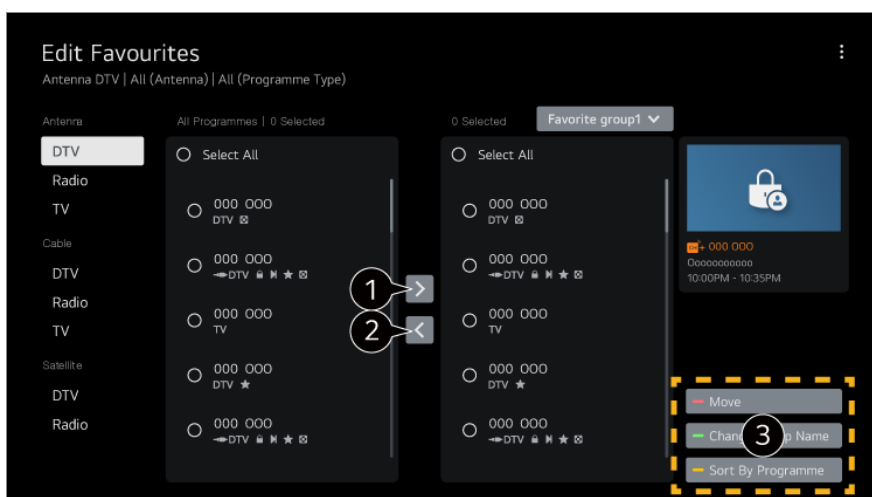 Edit Favourites
Antenna DTV | All (Antenna) | All (Programme Type)
Antenna
DTV
Radio
TV
Cable
DTV
Radio
TV
Satellite
DTV
Radio
All Programmes | 0 Selected
Select All
000 000
DTV
000 000
DTV
000 000
TV
000 000
DTV
000 000
DTV
1
2
0 Selected
Favorite group1
Select All
000 000
DTV
000 000
DTV
000 000
TV
000 000
DTV
000 000
DTV
+ 000 000
Ooooooooooo
10:00PM - 10:35PM
Move
3
Name
Sort By Programme